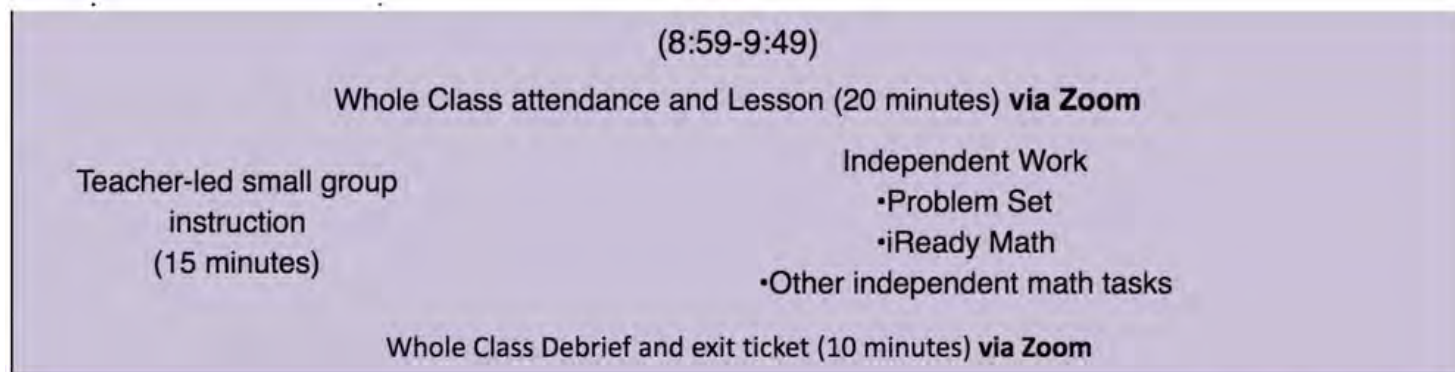 (8:59-9:49)
Whole Class attendance and Lesson (20 minutes) via Zoom
Teacher-led small group
instruction
(15 minutes)
Independent Work
•Problem Set
•iReady Math
•Other independent math tasks
Whole Class Debrief and exit ticket (10 minutes) via Zoom